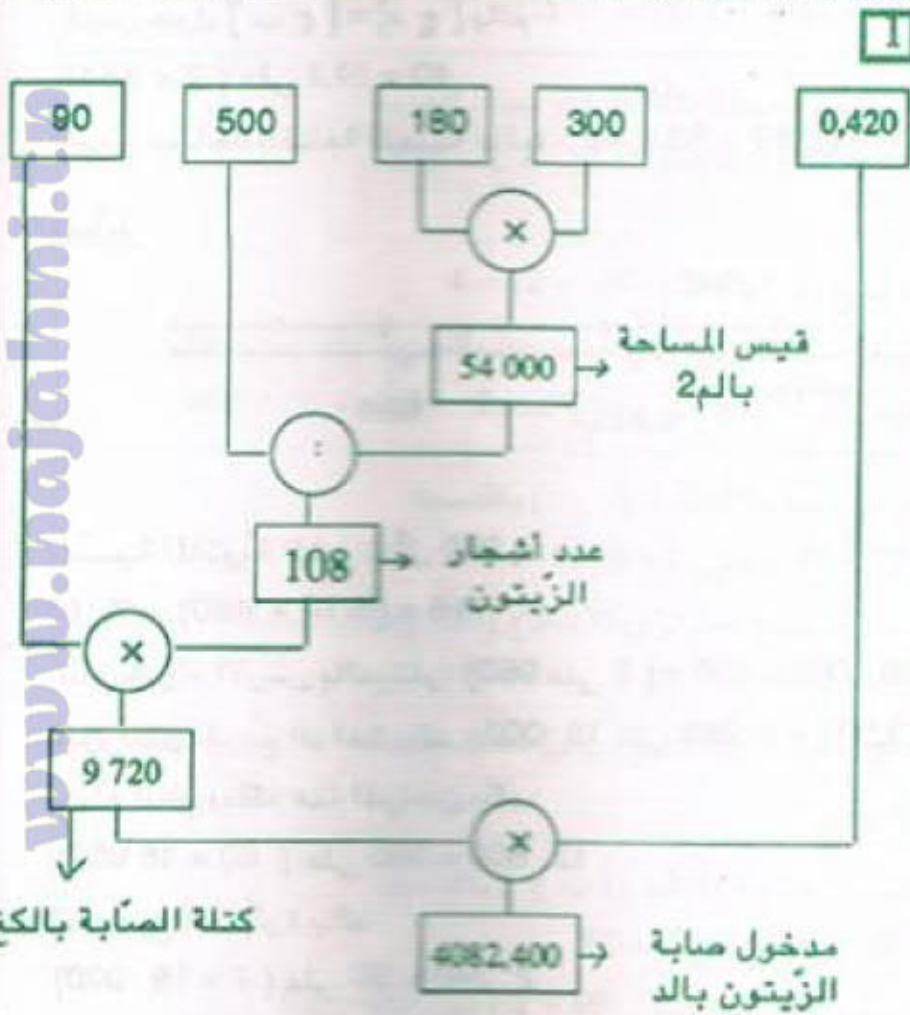 1
90 500 180 300 0,420
×
54 000 → قيس المساحة
بالم2
:
108 → عدد أشجار
الزّيتون
×
9 720
×
كتلة الصّابة بالكغ
4082,400 → مدخول صابة
الزّيتون بالد
www.najahni.tn